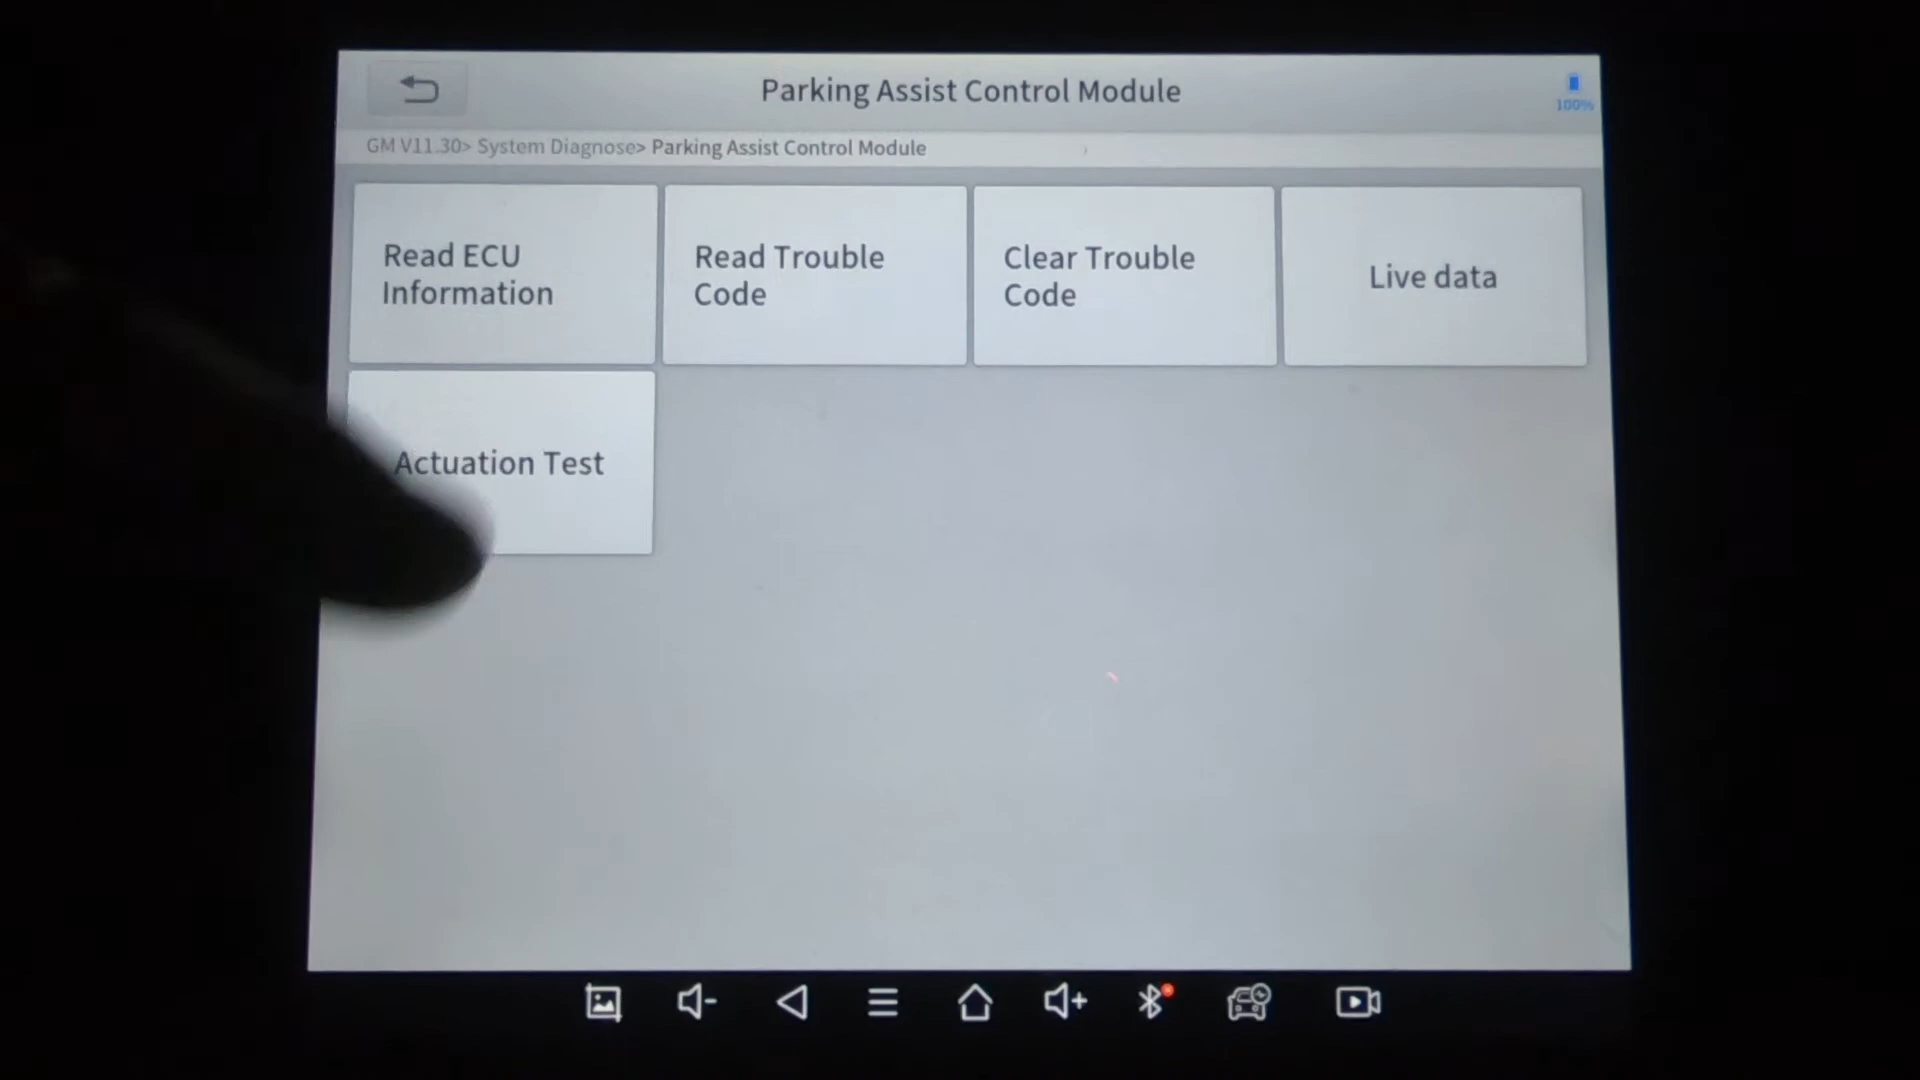 Parking Assist Control Module
100%
GM V11.30> System Diagnose> Parking Assist Control Module
Read ECU
Information
Read Trouble
Code
Clear Trouble
Code
Live data
Actuation Test